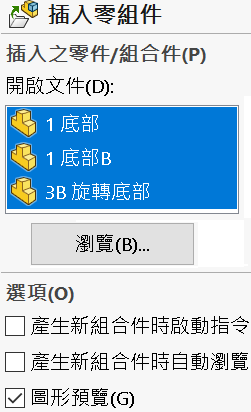 插入零組件
插入之零件/組合件(P)
開啟文件(D):
1 底部
1 底部B
3B 旋轉底部
瀏覽(B)...
選項(O)
產生新組合件時啟動指令
產生新組合件時自動瀏覽
圖形預覽(G)